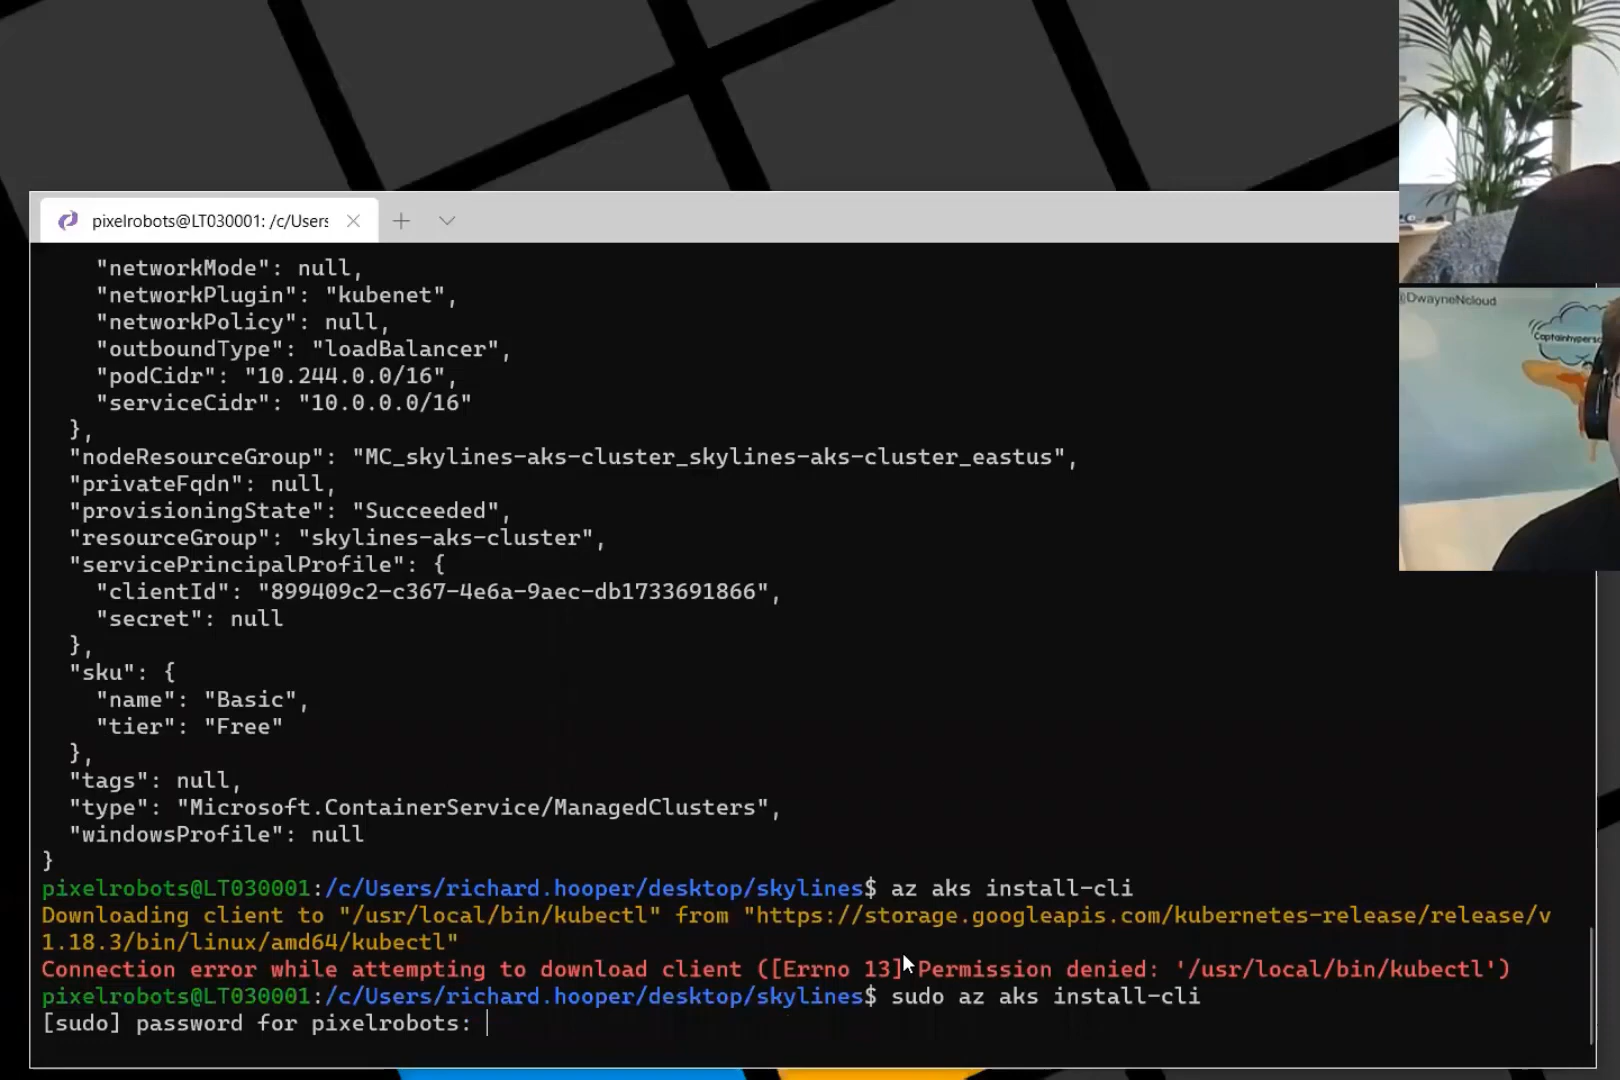 pixelrobots@LT030001: /c/Users
"networkMode": null,
"networkPlugin": "kubenet",
"networkPolicy": null,
"outboundType": "loadBalancer",
"podCidr": "10.244.0.0/16",
"serviceCidr": "10.0.0.0/16"
},
"nodeResourceGroup": "MC_skylines-aks-cluster_skylines-aks-cluster_eastus",
"privateFqdn": null,
"provisioningState": "Succeeded",
"resourceGroup": "skylines-aks-cluster",
"servicePrincipalProfile": {
"clientId": "899409c2-c367-4e6a-9aec-db1733691866",
"secret": null
},
"sku": {
"name": "Basic",
"tier": "Free"
},
"tags": null,
"type": "Microsoft.ContainerService/ManagedClusters",
"windowsProfile": null
}
pixelrobots@LT030001:/c/Users/richard.hooper/desktop/skylines$ az aks install-cli
Downloading client to "/usr/local/bin/kubectl" from "https://storage.googleapis.com/kubernetes-release/release/v
1.18.3/bin/linux/amd64/kubectl"
Connection error while attempting to download client ([Errno 13] Permission denied: '/usr/local/bin/kubectl')
pixelrobots@LT030001:/c/Users/richard.hooper/desktop/skylines$ sudo az aks install-cli
[sudo] password for pixelrobots:
@DwayneNcloud